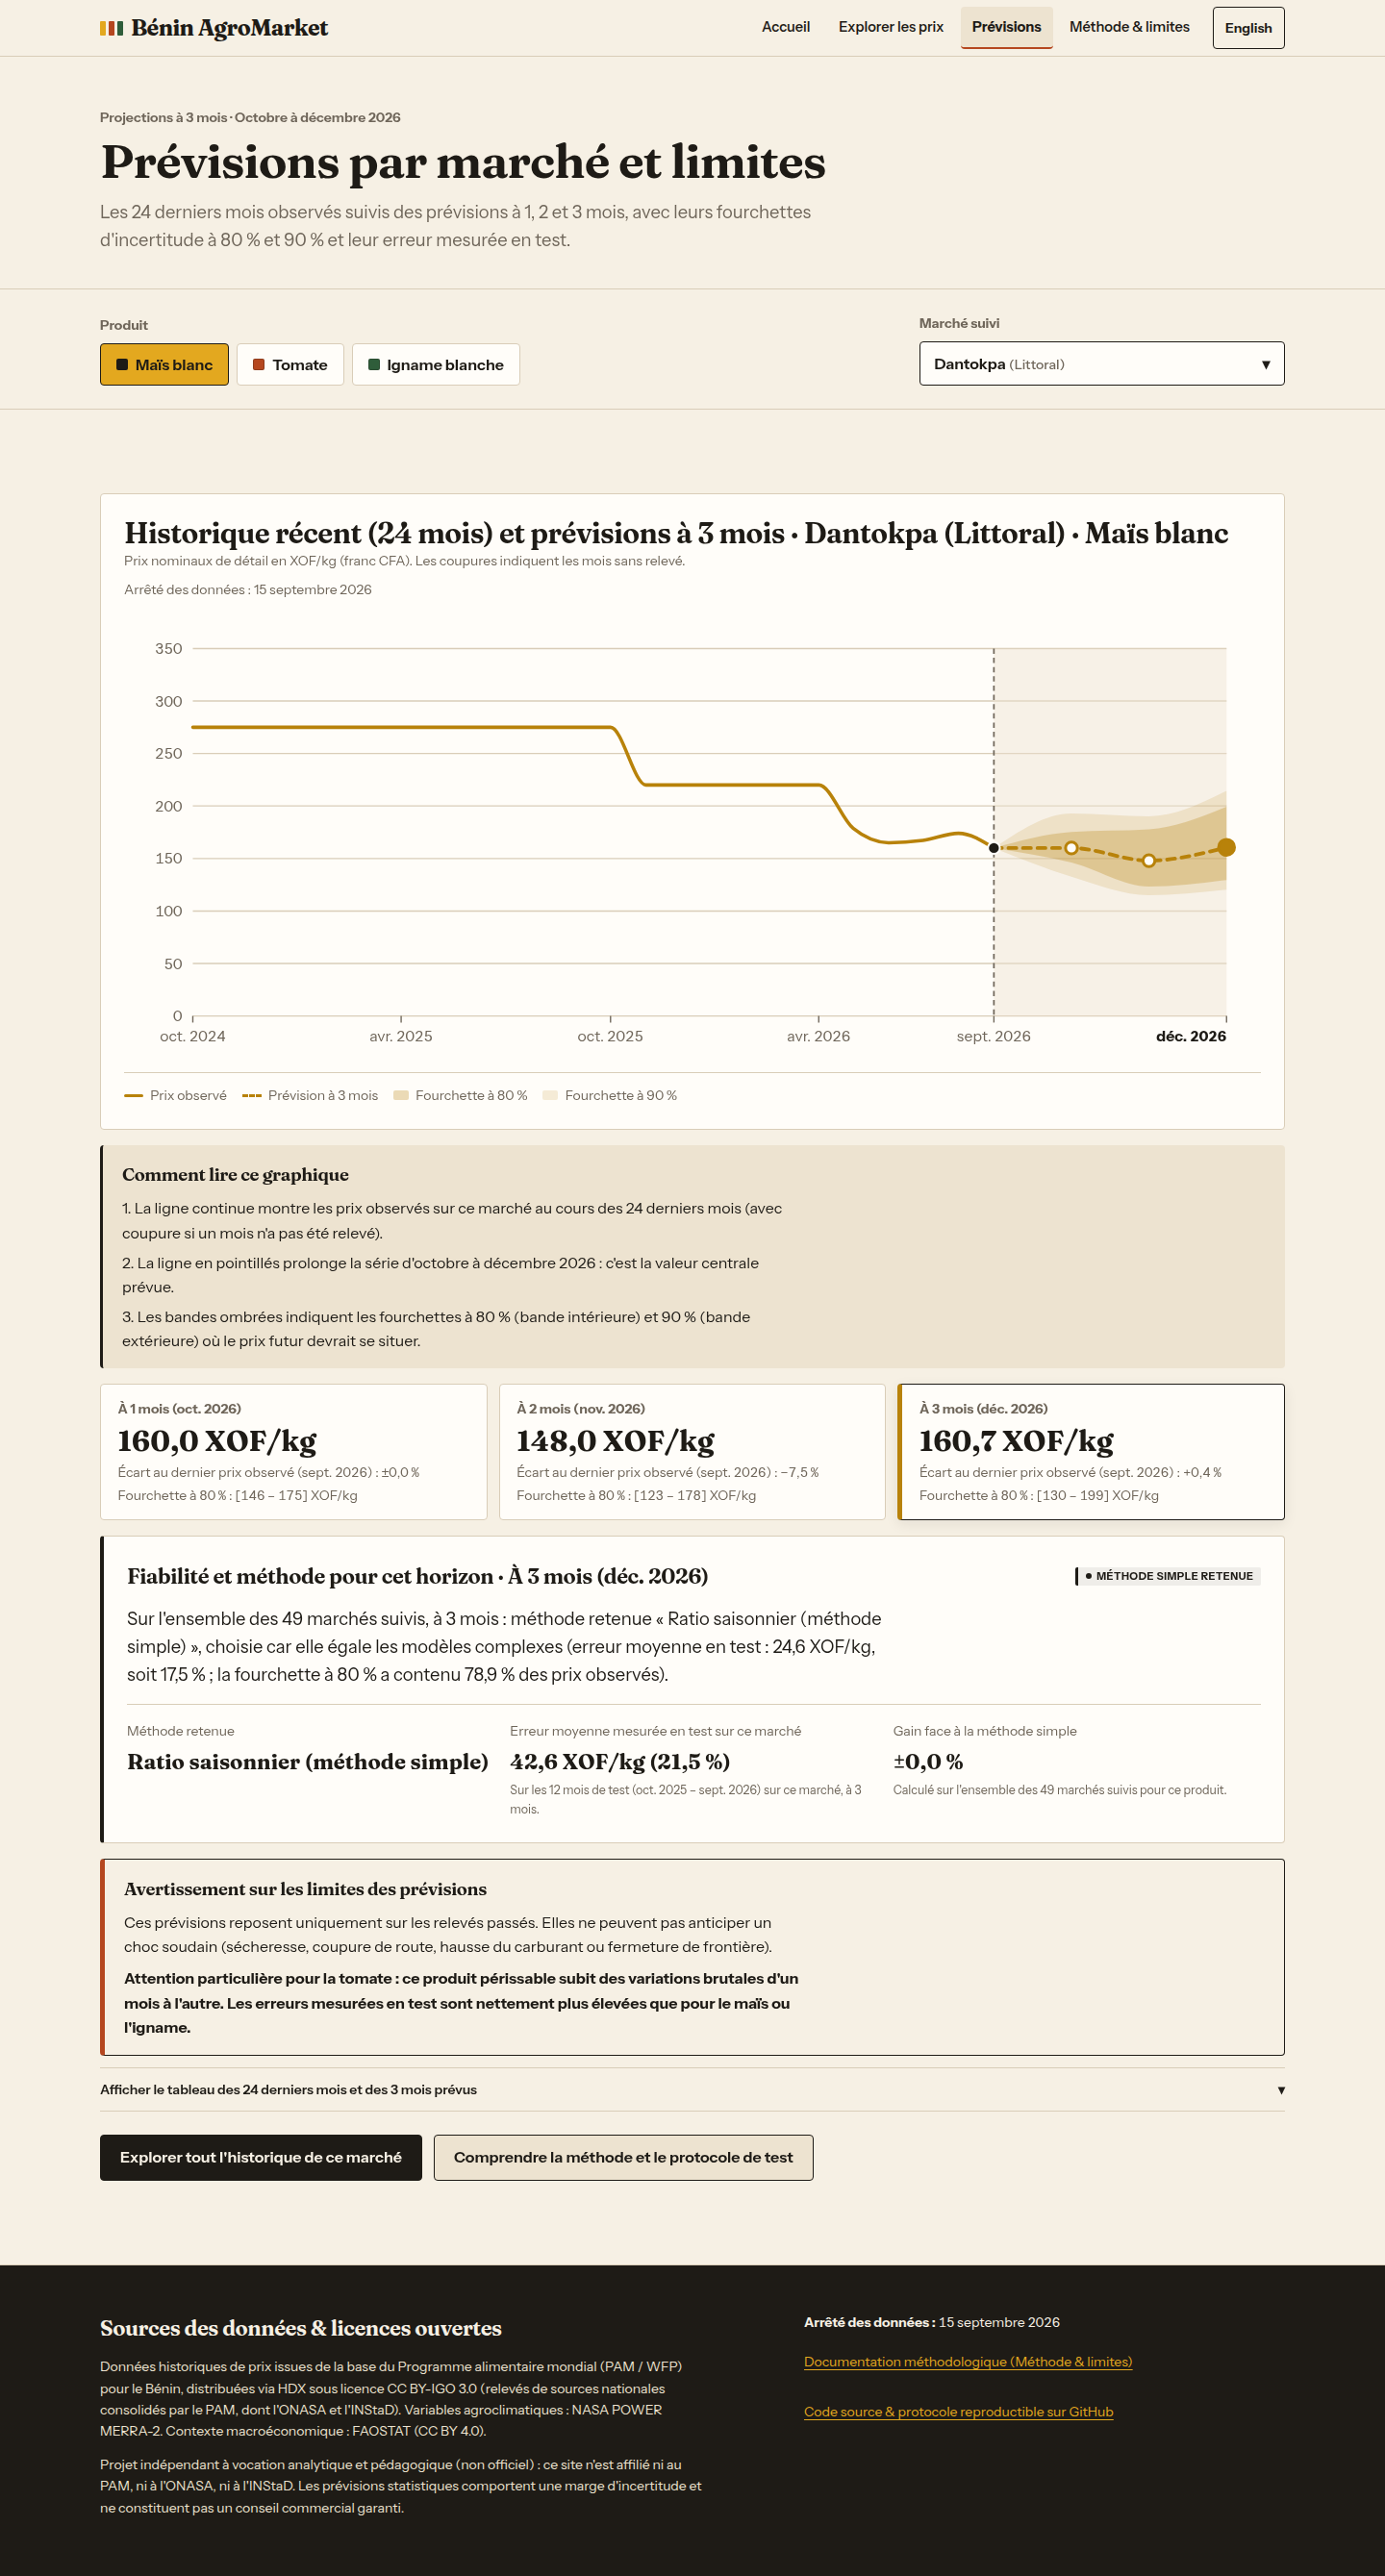 Bénin AgroMarket
Accueil
Explorer les prix
Prévisions
Méthode & limites
English
Projections à 3 mois · Octobre à décembre 2026
Prévisions par marché et limites
Les 24 derniers mois observés suivis des prévisions à 1, 2 et 3 mois, avec leurs fourchettes
d'incertitude à 80 % et 90 % et leur erreur mesurée en test.
Produit
Maïs blanc
Tomate
Igname blanche
Marché suivi
Dantokpa (Littoral) ▾
Historique récent (24 mois) et prévisions à 3 mois · Dantokpa (Littoral) · Maïs blanc
Prix nominaux de détail en XOF/kg (franc CFA). Les coupures indiquent les mois sans relevé.
Arrêté des données : 15 septembre 2026
350
300
250
200
150
100
50
0
oct. 2024
avr. 2025
oct. 2025
avr. 2026
sept. 2026
déc. 2026
Prix observé
Prévision à 3 mois
Fourchette à 80 %
Fourchette à 90 %
Comment lire ce graphique
1. La ligne continue montre les prix observés sur ce marché au cours des 24 derniers mois (avec
coupure si un mois n'a pas été relevé).
2. La ligne en pointillés prolonge la série d'octobre à décembre 2026 : c'est la valeur centrale
prévue.
3. Les bandes ombrées indiquent les fourchettes à 80 % (bande intérieure) et 90 % (bande
extérieure) où le prix futur devrait se situer.
À 1 mois (oct. 2026)
160,0 XOF/kg
Écart au dernier prix observé (sept. 2026) : ±0,0 %
Fourchette à 80 % : [146 – 175] XOF/kg
À 2 mois (nov. 2026)
148,0 XOF/kg
Écart au dernier prix observé (sept. 2026) : −7,5 %
Fourchette à 80 % : [123 – 178] XOF/kg
À 3 mois (déc. 2026)
160,7 XOF/kg
Écart au dernier prix observé (sept. 2026) : +0,4 %
Fourchette à 80 % : [130 – 199] XOF/kg
Fiabilité et méthode pour cet horizon · À 3 mois (déc. 2026)
● MÉTHODE SIMPLE RETENUE
Sur l'ensemble des 49 marchés suivis, à 3 mois : méthode retenue « Ratio saisonnier (méthode
simple) », choisie car elle égale les modèles complexes (erreur moyenne en test : 24,6 XOF/kg,
soit 17,5 % ; la fourchette à 80 % a contenu 78,9 % des prix observés).
Méthode retenue
Ratio saisonnier (méthode simple)
Erreur moyenne mesurée en test sur ce marché
42,6 XOF/kg (21,5 %)
Sur les 12 mois de test (oct. 2025 – sept. 2026) sur ce marché, à 3
mois.
Gain face à la méthode simple
±0,0 %
Calculé sur l'ensemble des 49 marchés suivis pour ce produit.
Avertissement sur les limites des prévisions
Ces prévisions reposent uniquement sur les relevés passés. Elles ne peuvent pas anticiper un
choc soudain (sécheresse, coupure de route, hausse du carburant ou fermeture de frontière).
Attention particulière pour la tomate : ce produit périssable subit des variations brutales d'un
mois à l'autre. Les erreurs mesurées en test sont nettement plus élevées que pour le maïs ou
l'igname.
Afficher le tableau des 24 derniers mois et des 3 mois prévus ▾
Explorer tout l'historique de ce marché
Comprendre la méthode et le protocole de test
Sources des données & licences ouvertes
Données historiques de prix issues de la base du Programme alimentaire mondial (PAM / WFP)
pour le Bénin, distribuées via HDX sous licence CC BY-IGO 3.0 (relevés de sources nationales
consolidés par le PAM, dont l'ONASA et l'INStaD). Variables agroclimatiques : NASA POWER
MERRA-2. Contexte macroéconomique : FAOSTAT (CC BY 4.0).
Projet indépendant à vocation analytique et pédagogique (non officiel) : ce site n'est affilié ni au
PAM, ni à l'ONASA, ni à l'INStaD. Les prévisions statistiques comportent une marge d'incertitude et
ne constituent pas un conseil commercial garanti.
Arrêté des données : 15 septembre 2026
Documentation méthodologique (Méthode & limites)
Code source & protocole reproductible sur GitHub